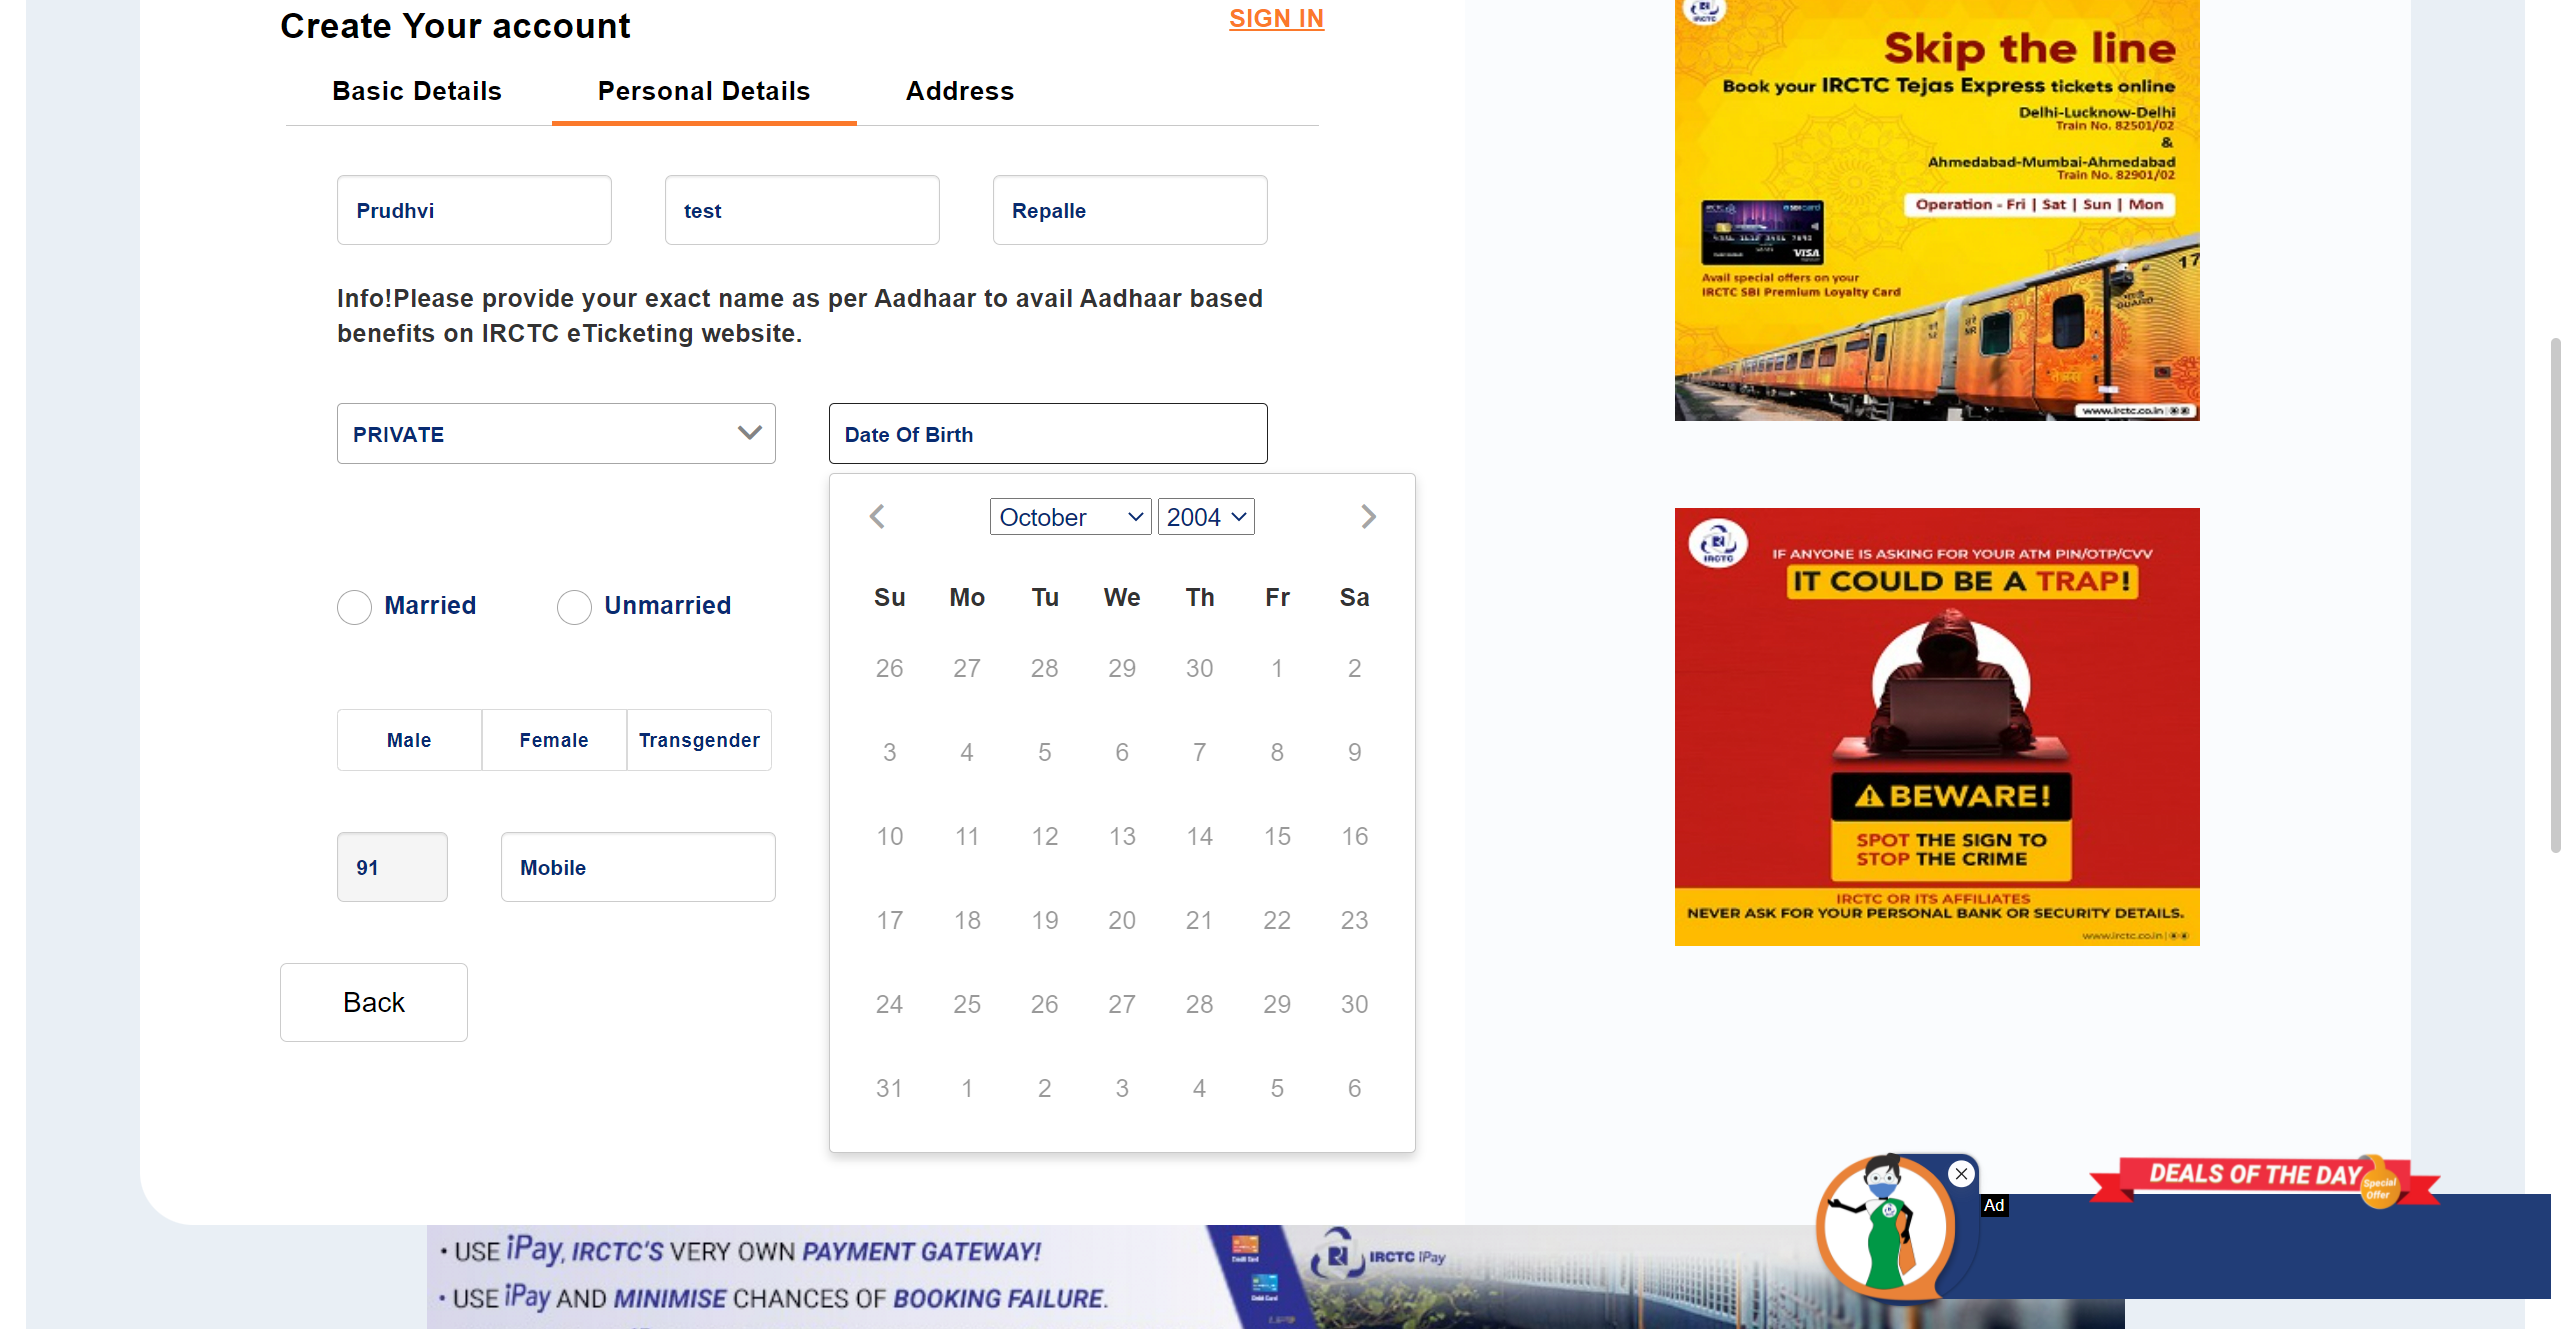 Create Your account
SIGN IN
Basic Details
Personal Details
Address
Prudhvi
test
Repalle
Info!Please provide your exact name as per Aadhaar to avail Aadhaar based
benefits on IRCTC eTicketing website.
PRIVATE
Date Of Birth
October
2004
Su Mo Tu We Th Fr Sa
26 27 28 29 30 1 2
3 4 5 6 7 8 9
10 11 12 13 14 15 16
17 18 19 20 21 22 23
24 25 26 27 28 29 30
31 1 2 3 4 5 6
Married
Unmarried
Male
Female
Transgender
91
Mobile
Back
IRCTC
Skip the line
Book your IRCTC Tejas Express tickets online
Delhi-Lucknow-Delhi
Train No. 82501/02
&
Ahmedabad-Mumbai-Ahmedabad
Train No. 82901/02
Operation - Fri | Sat | Sun | Mon
VISA
Avail special offers on your
IRCTC SBI Premium Loyalty Card
17
GUARD
www.irctc.co.in
IRCTC
IF ANYONE IS ASKING FOR YOUR ATM PIN/OTP/CVV
IT COULD BE A TRAP!
BEWARE!
SPOT THE SIGN TO
STOP THE CRIME
IRCTC OR ITS AFFILIATES
NEVER ASK FOR YOUR PERSONAL BANK OR SECURITY DETAILS.
www.irctc.co.in
DEALS OF THE DAY
Special
Offer
Ad
• USE iPay, IRCTC'S VERY OWN PAYMENT GATEWAY!
• USE iPay AND MINIMISE CHANCES OF BOOKING FAILURE.
Credit Card
Debit Card
IRCTC iPay